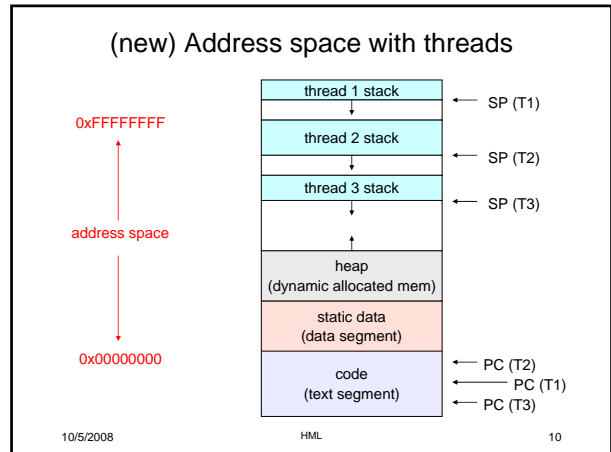 (new) Address space with threads
thread 1 stack
SP (T1)
0xFFFFFFFF
thread 2 stack
SP (T2)
thread 3 stack
SP (T3)
address space
heap
(dynamic allocated mem)
static data
(data segment)
0x00000000
PC (T2)
code
PC (T1)
(text segment)
PC (T3)
10/5/2008
HML
10